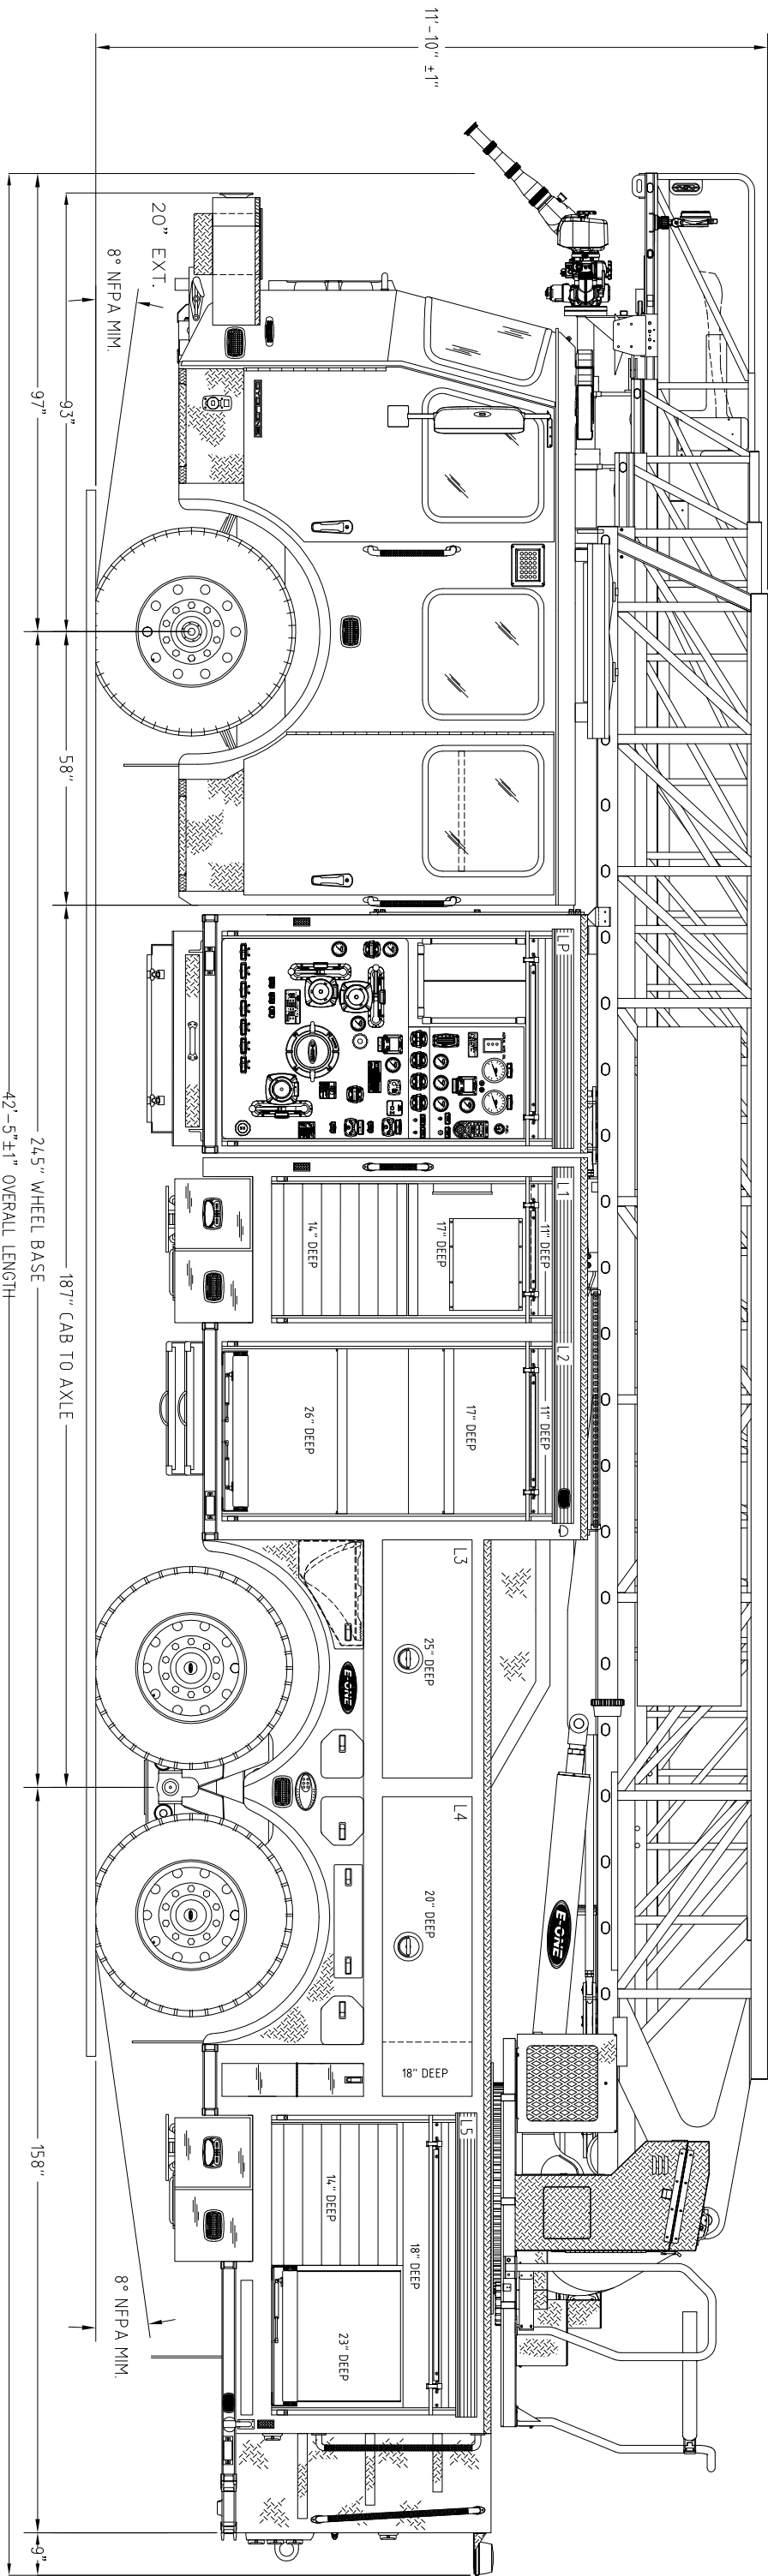 11'-10" ±1"
20" EXT.
8° NFPA MIM.
93"
97"
58"
187" CAB TO AXLE
245" WHEEL BASE
42'-5"±1" OVERALL LENGTH
158"
9"
8° NFPA MIM.
CYCLONE
LP
L1
11" DEEP
17" DEEP
14" DEEP
L2
11" DEEP
17" DEEP
26" DEEP
L3
25" DEEP
E-ONE
L4
20" DEEP
18" DEEP
E-ONE
L5
18" DEEP
14" DEEP
23" DEEP